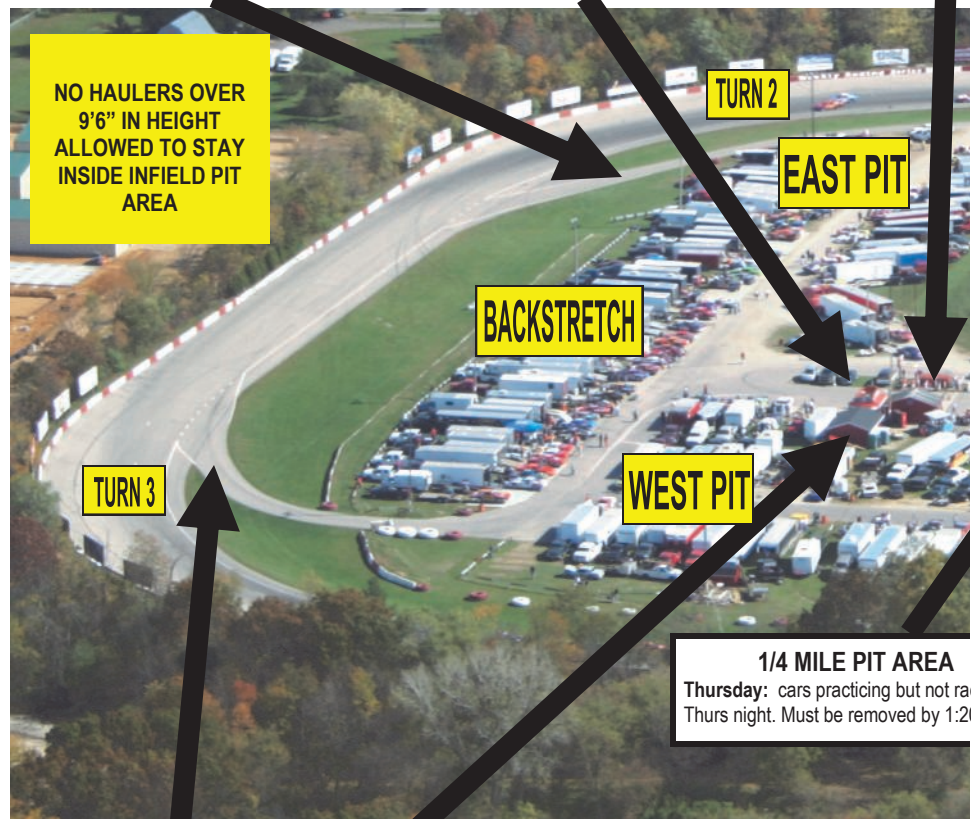 NO HAULERS OVER
9'6" IN HEIGHT
ALLOWED TO STAY
INSIDE INFIELD PIT
AREA
TURN 2
EAST PIT
BACKSTRETCH
TURN 3
WEST PIT
1/4 MILE PIT AREA
Thursday: cars practicing but not
Thurs night. Must be removed by